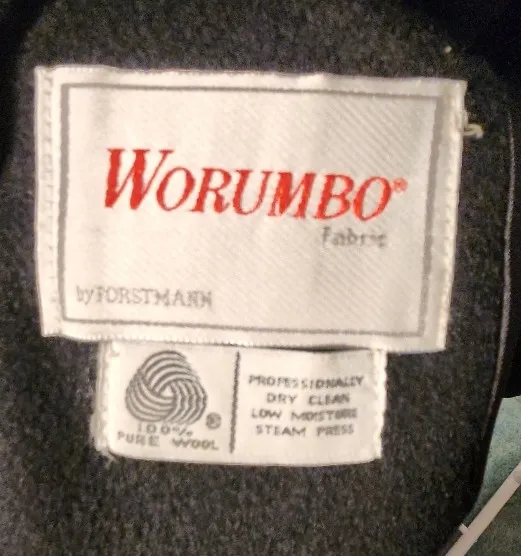 WORUMBO®
Fabric
by FORSTMANN
100%
PURE WOOL
®
PROFESSIONALLY
DRY CLEAN
LOW MOISTURE
STEAM PRESS